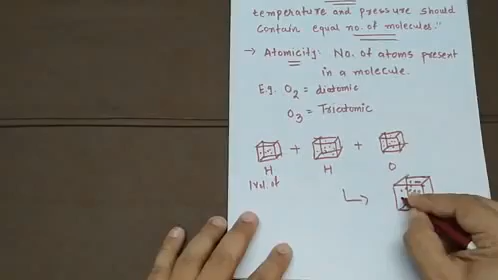 temperature and pressure should
contain equal no. of molecules."
→ Atomicity: No. of atoms present
in a molecule.
E.g. O₂ = diatomic
O₃ = Triatomic
+ +
H H O
1 vol. of